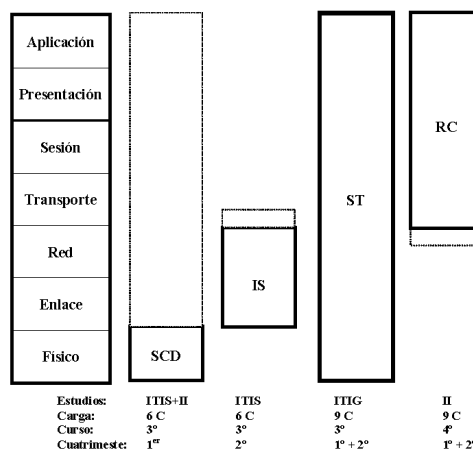 Aplicación
Presentación
Sesión
Transporte
Red
Enlace
Físico
SCD
IS
ST
RC
Estudios: ITIS+II ITIS ITIG II
Carga: 6 C 6 C 9 C 9 C
Curso: 3º 3º 3º 4º
Cuatrimeste: 1er 2º 1º + 2º 1º + 2º